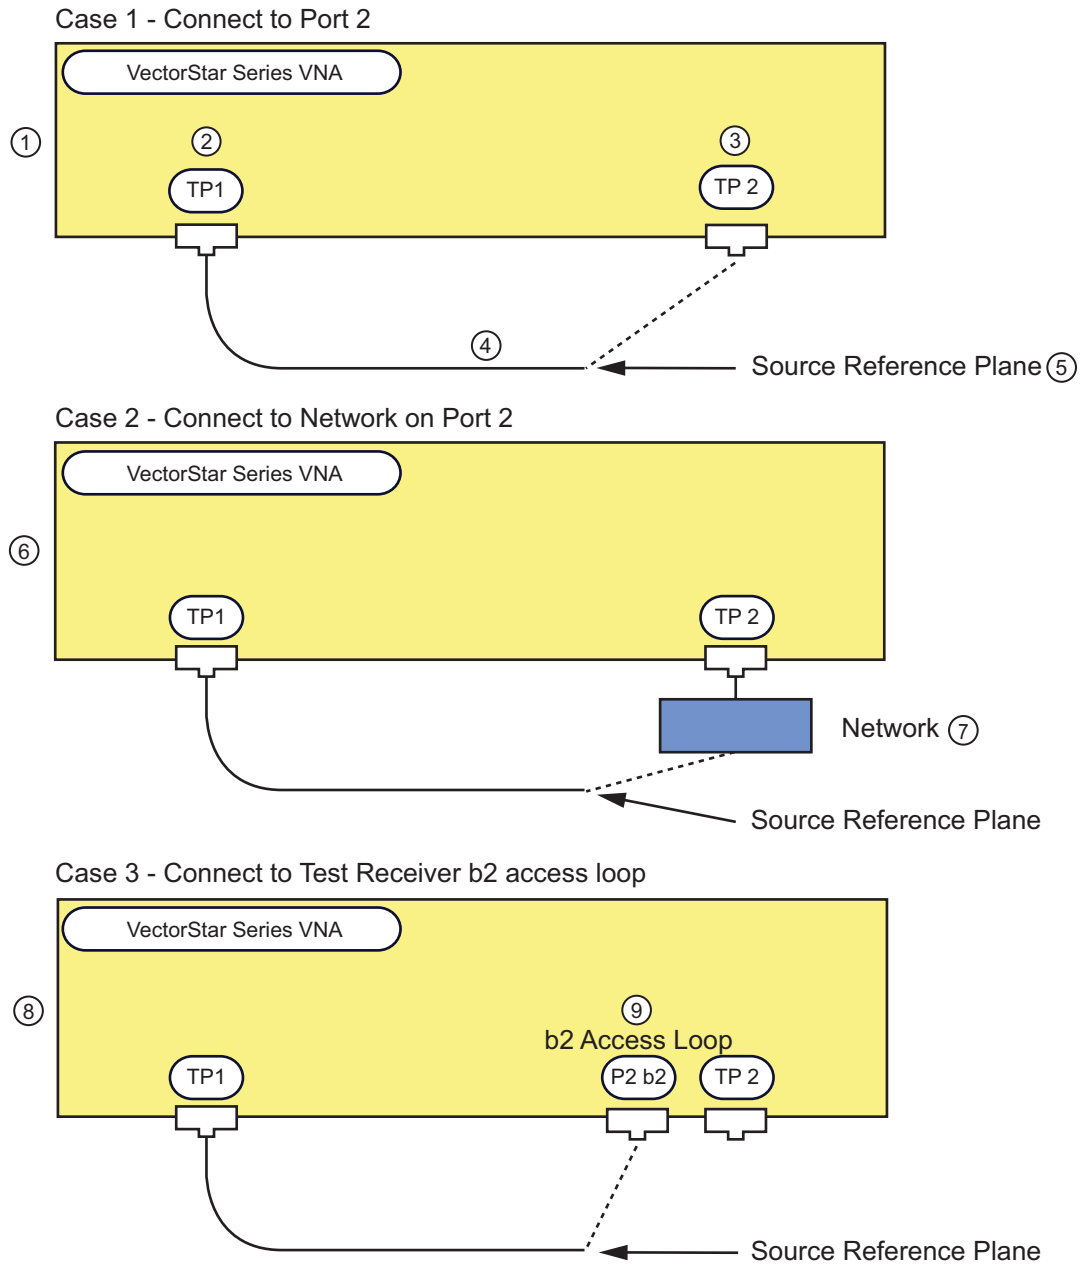 Case 1 - Connect to Port 2
VectorStar Series VNA
1
2
3
TP1
TP 2
4
Source Reference Plane 5
Case 2 - Connect to Network on Port 2
VectorStar Series VNA
6
TP1
TP 2
Network 7
Source Reference Plane
Case 3 - Connect to Test Receiver b2 access loop
VectorStar Series VNA
8
9
b2 Access Loop
TP1
P2 b2
TP 2
Source Reference Plane